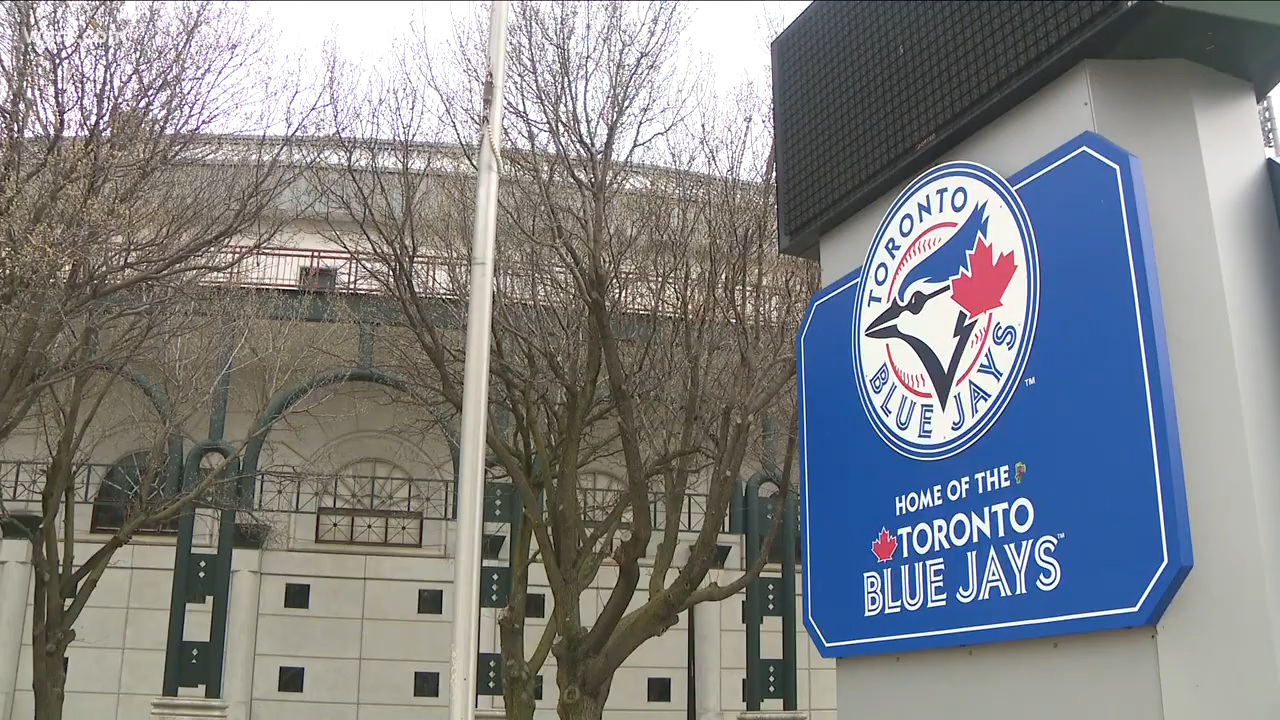 TORONTO
BLUE JAYS
TM
HOME OF THE
TORONTO
BLUE JAYS
TM